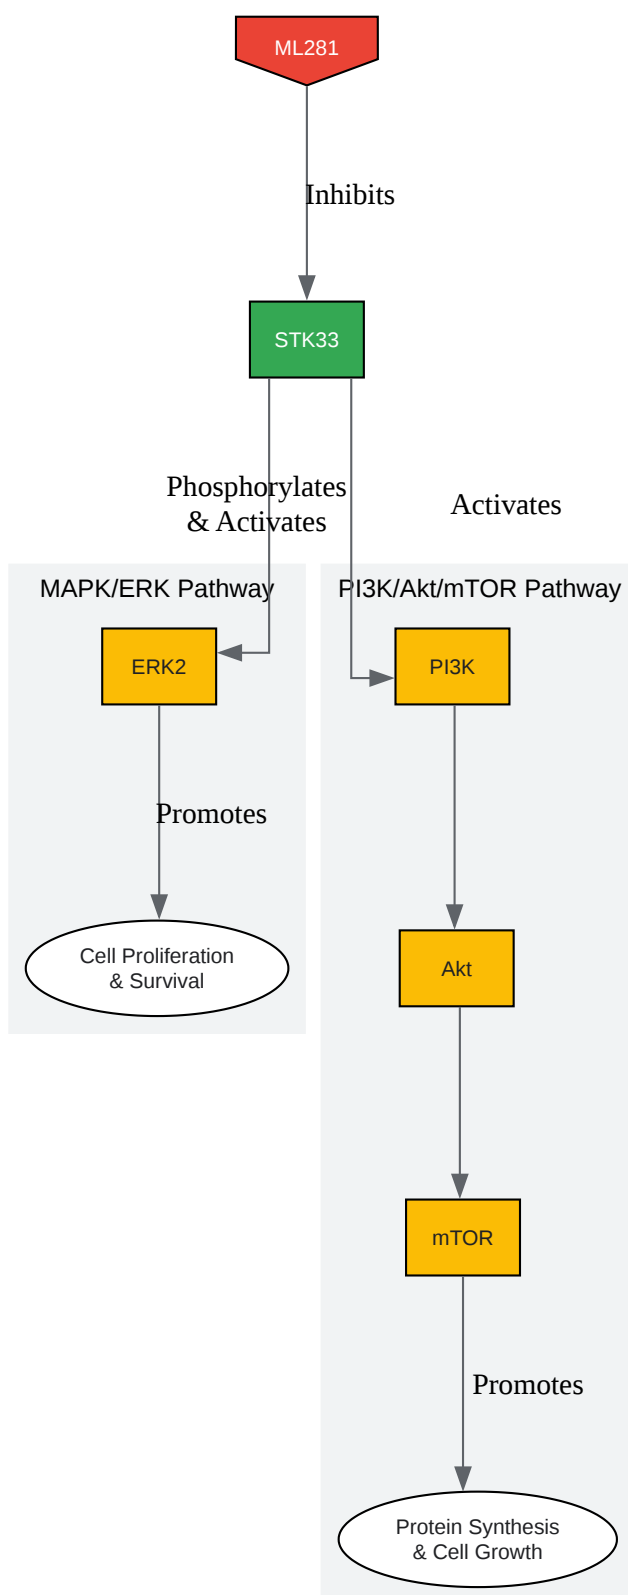 ML281
Inhibits
STK33
Phosphorylates
& Activates
Activates
MAPK/ERK Pathway
PI3K/Akt/mTOR Pathway
ERK2
PI3K
Promotes
Akt
Cell Proliferation
& Survival
mTOR
Promotes
Protein Synthesis
& Cell Growth